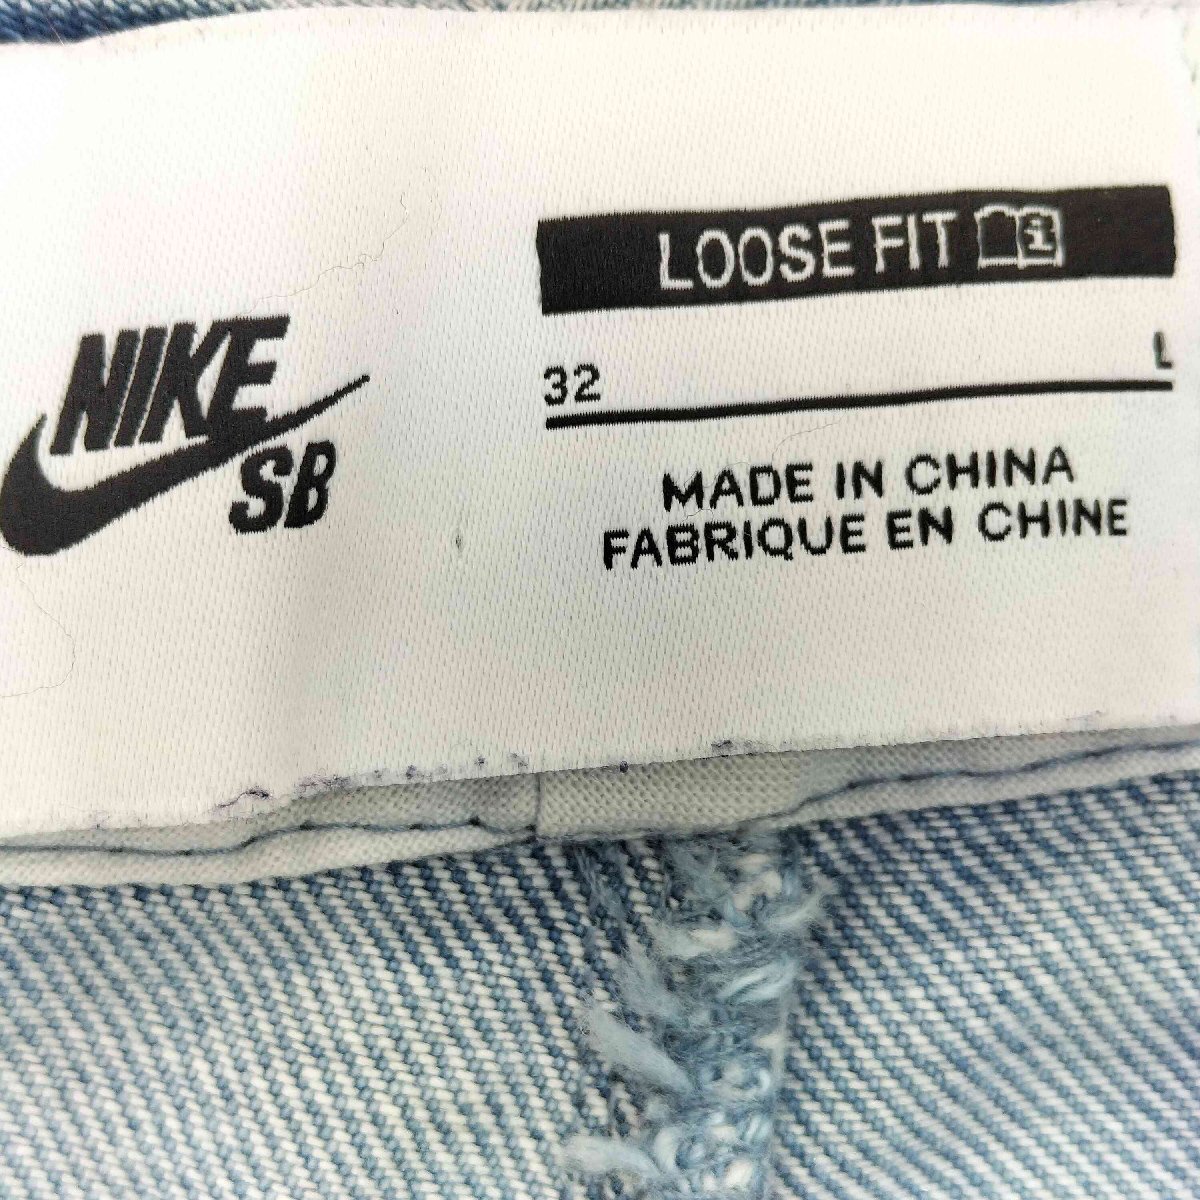 NIKE
SB
LOOSE FIT i
32 L
MADE IN CHINA
FABRIQUE EN CHINE